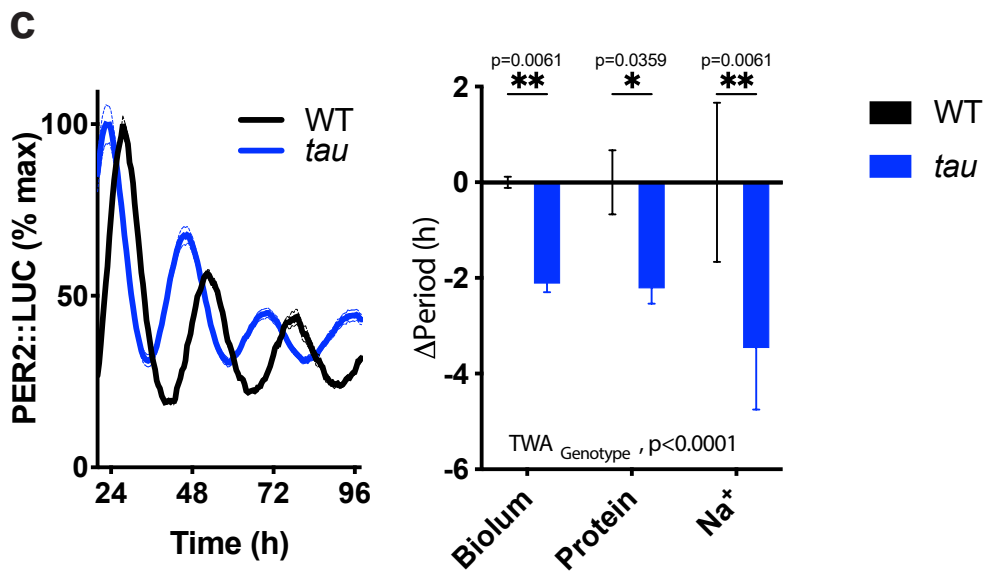 C
PER2::LUC (% max)
100
50
0
24 48 72 96
Time (h)
WT
tau
p=0.0061 p=0.0359 p=0.0061
** * **
ΔPeriod (h)
2
0
-2
-4
-6
TWA Genotype , p<0.0001
Biolum
Protein
Na⁺
WT
tau